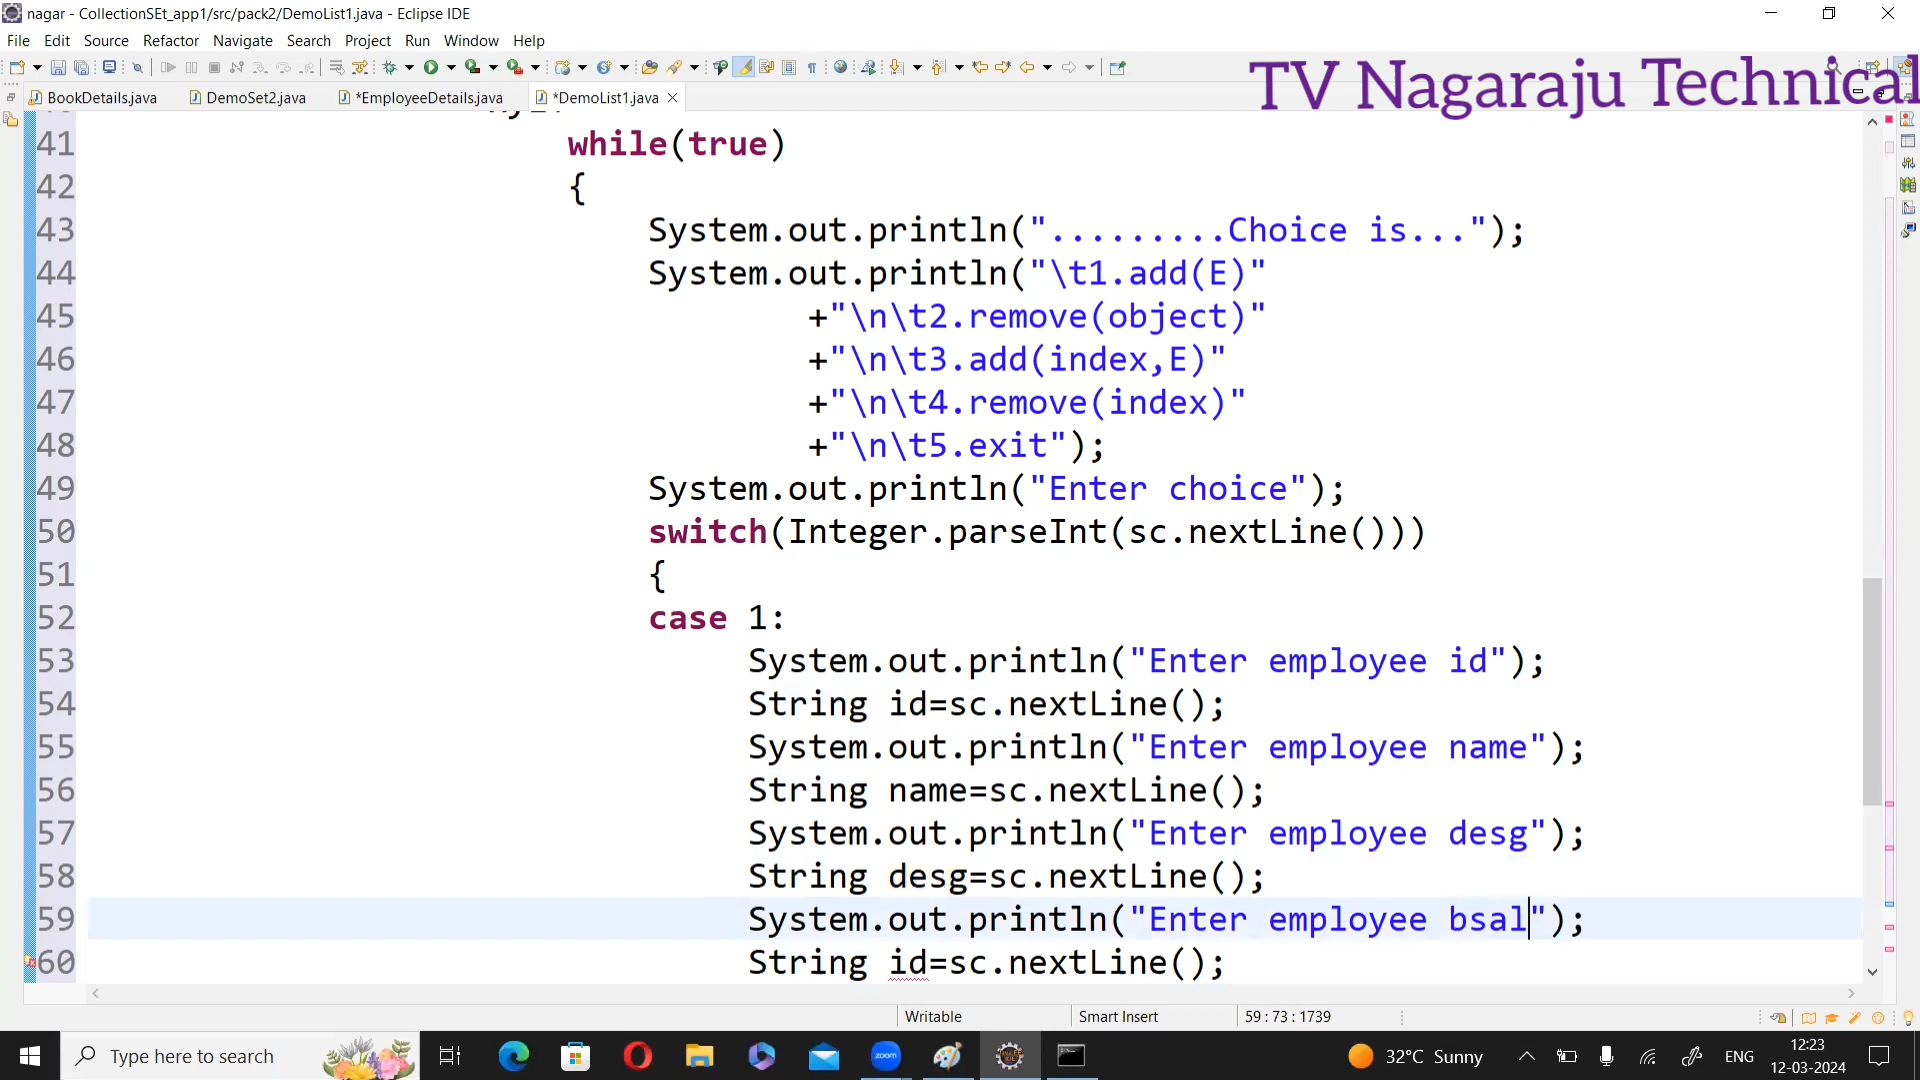 nagar - CollectionSEt_app1/src/pack2/DemoList1.java - Eclipse IDE
File Edit Source Refactor Navigate Search Project Run Window Help
TV Nagaraju Technical
BookDetails.java DemoSet2.java *EmployeeDetails.java *DemoList1.java
41 while(true)
42 {
43 System.out.println(".........Choice is...");
44 System.out.println("\t1.add(E)"
45 +"\n\t2.remove(object)"
46 +"\n\t3.add(index,E)"
47 +"\n\t4.remove(index)"
48 +"\n\t5.exit");
49 System.out.println("Enter choice");
50 switch(Integer.parseInt(sc.nextLine()))
51 {
52 case 1:
53 System.out.println("Enter employee id");
54 String id=sc.nextLine();
55 System.out.println("Enter employee name");
56 String name=sc.nextLine();
57 System.out.println("Enter employee desg");
58 String desg=sc.nextLine();
59 System.out.println("Enter employee bsal");
60 String id=sc.nextLine();
Writable Smart Insert 59 : 73 : 1739
Type here to search
zoom
32°C Sunny
ENG
12:23
12-03-2024